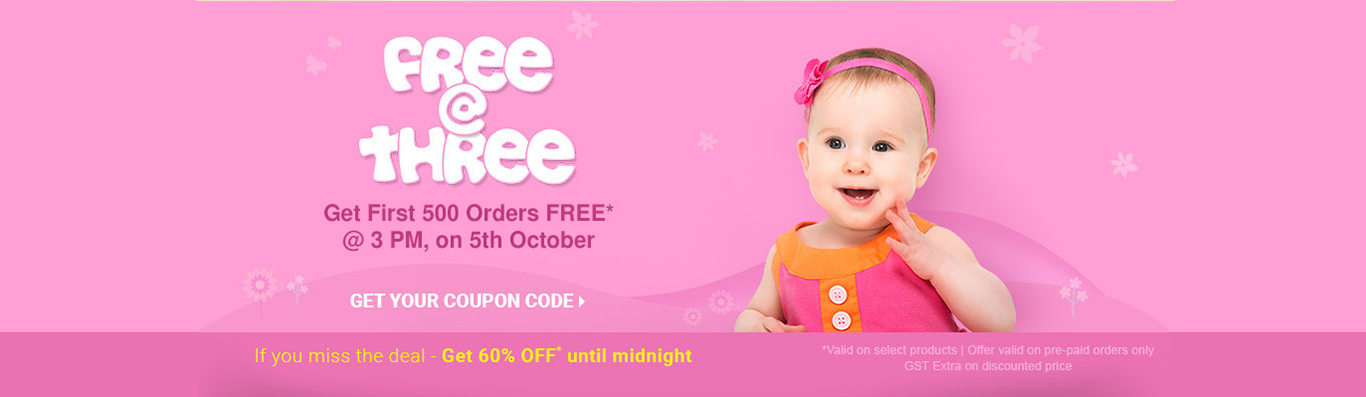 FREE
@
THREE
Get First 500 Orders FREE*
@ 3 PM, on 5th October
GET YOUR COUPON CODE
If you miss the deal - Get 60% OFF* until midnight
*Valid on select products | Offer valid on pre-paid orders only
GST Extra on discounted price